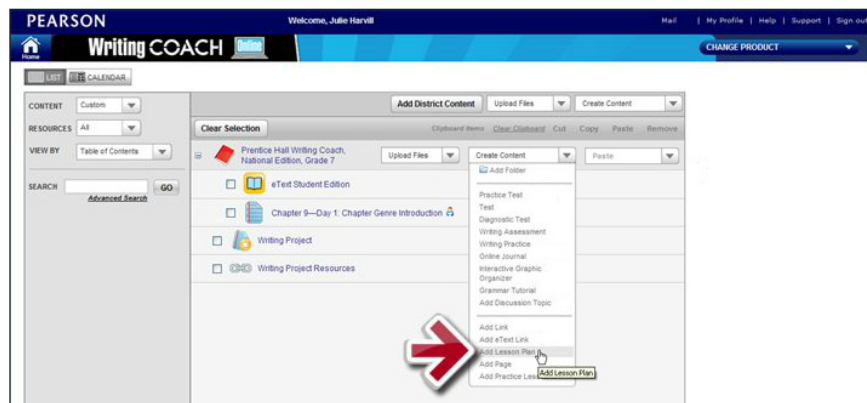 PEARSON
Welcome, Julie Harvill
Mail | My Profile | Help | Support | Sign out
Home
Writing COACH Online
CHANGE PRODUCT
LIST
CALENDAR
CONTENT Custom
Add District Content
Upload Files
Create Content
RESOURCES All
Clear Selection
Clipboard Items Clear Clipboard Cut Copy Paste Remove
VIEW BY Table of Contents
Prentice Hall Writing Coach,
National Edition, Grade 7
Upload Files
Create Content
Paste
SEARCH
GO
Advanced Search
eText Student Edition
Chapter 9—Day 1: Chapter Genre Introduction
Writing Project
Writing Project Resources
Add Folder
Practice Test
Test
Diagnostic Test
Writing Assessment
Writing Practice
Online Journal
Interactive Graphic
Organizer
Grammar Tutorial
Add Discussion Topic
Add Link
Add eText Link
Add Lesson Plan
Add Page
Add Practice Les
Add Lesson Plan